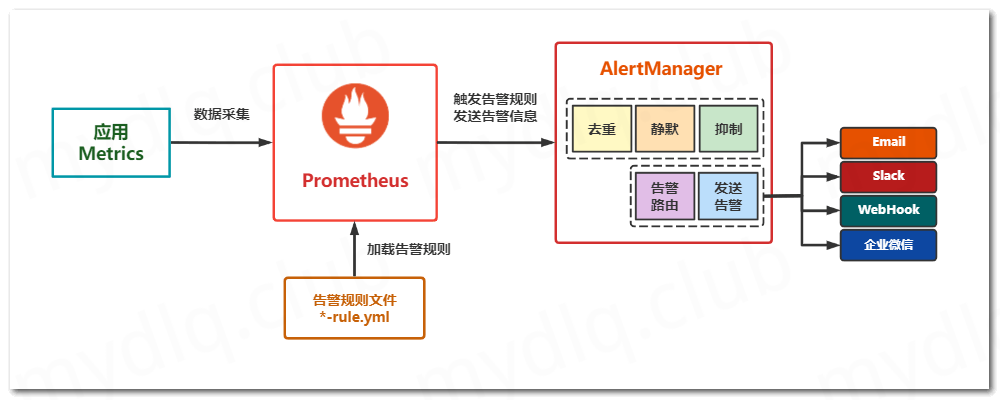 应用
Metrics
数据采集
Prometheus
加载告警规则
告警规则文件
*-rule.yml
触发告警规则
发送告警信息
AlertManager
去重
静默
抑制
告警
路由
发送
告警
Email
Slack
WebHook
企业微信
mydlq.club
mydlq.club
mydlq.club